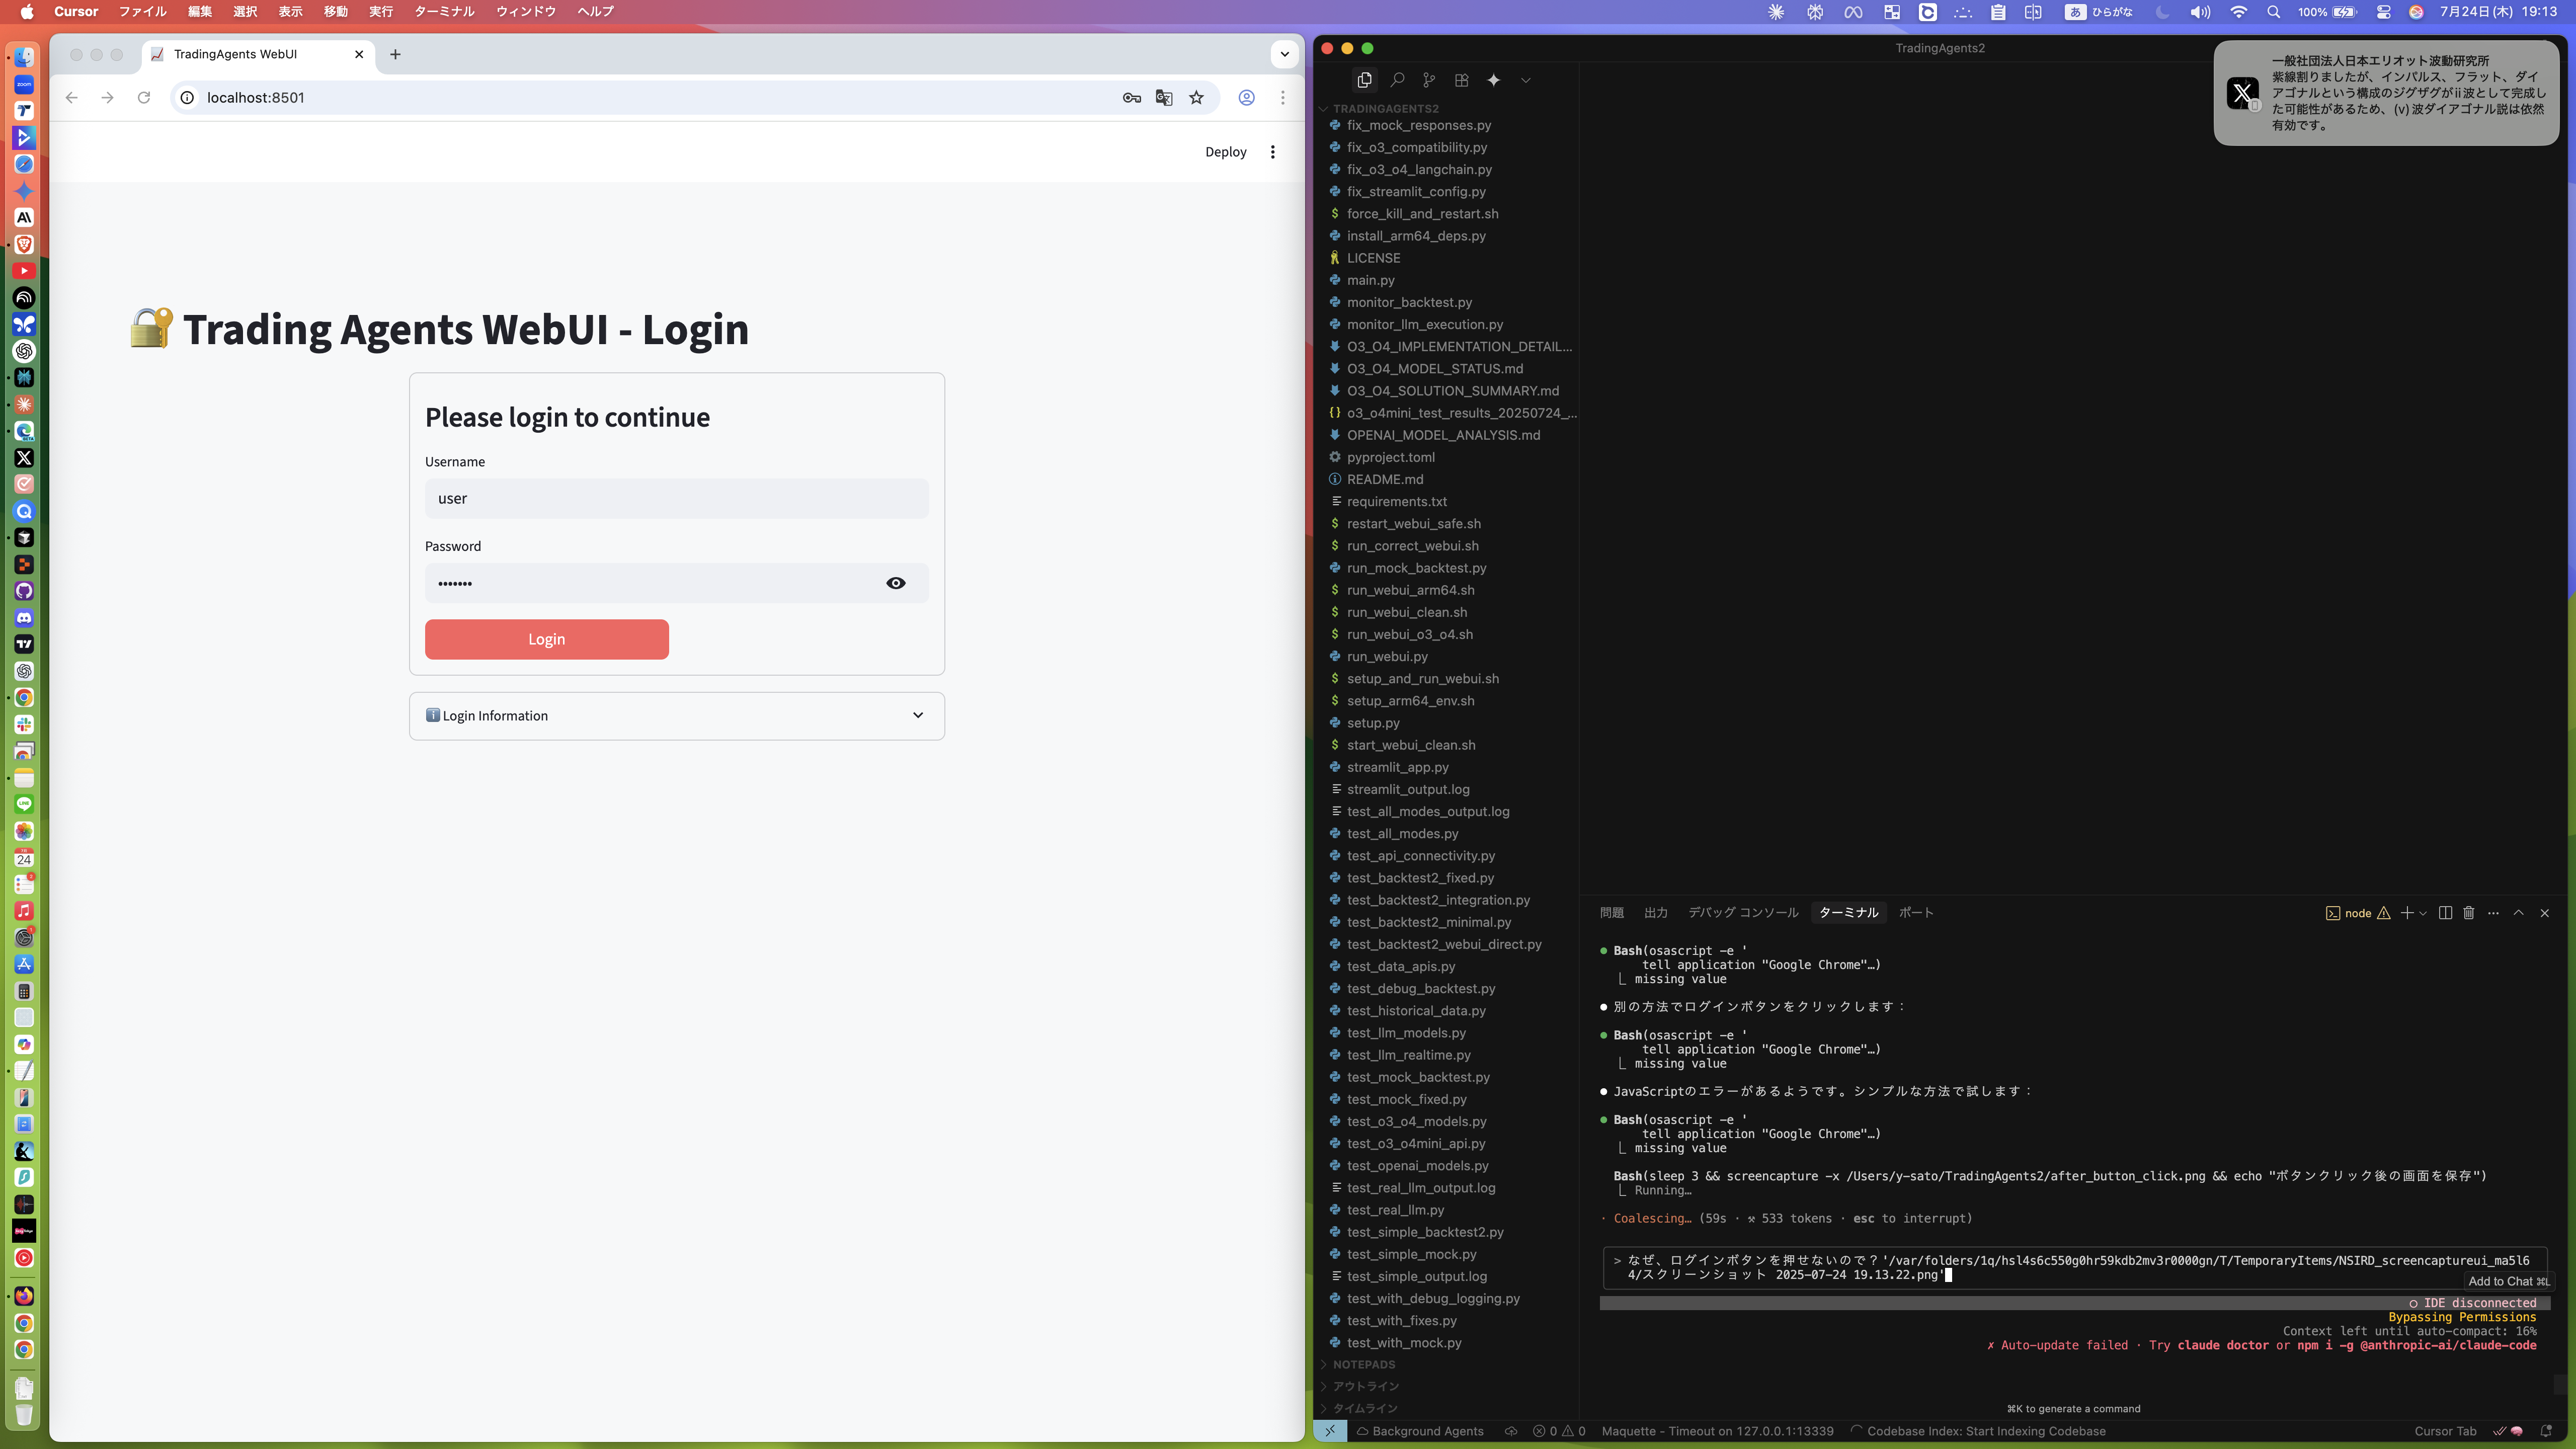 Cursor ファイル 編集 選択 表示 移動 実行 ターミナル ウィンドウ ヘルプ
あ ひらがな 100% 7月24日(木) 19:13
TradingAgents WebUI
localhost:8501
Deploy
Trading Agents WebUI - Login
Please login to continue
Username
user
Password
•••••••
Login
Login Information
TradingAgents2
一般社団法人日本エリオット波動研究所
紫線割りましたが、インパルス、フラット、ダイ
アゴナルという構成のジグザグがⅱ波として完成し
た可能性があるため、(v)波ダイアゴナル説は依然
有効です。
TRADINGAGENTS2
fix_mock_responses.py
fix_o3_compatibility.py
fix_o3_o4_langchain.py
fix_streamlit_config.py
force_kill_and_restart.sh
install_arm64_deps.py
LICENSE
main.py
monitor_backtest.py
monitor_llm_execution.py
O3_O4_IMPLEMENTATION_DETAIL...
O3_O4_MODEL_STATUS.md
O3_O4_SOLUTION_SUMMARY.md
o3_o4mini_test_results_20250724_...
OPENAI_MODEL_ANALYSIS.md
pyproject.toml
README.md
requirements.txt
restart_webui_safe.sh
run_correct_webui.sh
run_mock_backtest.py
run_webui_arm64.sh
run_webui_clean.sh
run_webui_o3_o4.sh
run_webui.py
setup_and_run_webui.sh
setup_arm64_env.sh
setup.py
start_webui_clean.sh
streamlit_app.py
streamlit_output.log
test_all_modes_output.log
test_all_modes.py
test_api_connectivity.py
test_backtest2_fixed.py
test_backtest2_integration.py
test_backtest2_minimal.py
test_backtest2_webui_direct.py
test_data_apis.py
test_debug_backtest.py
test_historical_data.py
test_llm_models.py
test_llm_realtime.py
test_mock_backtest.py
test_mock_fixed.py
test_o3_o4_models.py
test_o3_o4mini_api.py
test_openai_models.py
test_real_llm_output.log
test_real_llm.py
test_simple_backtest2.py
test_simple_mock.py
test_simple_output.log
test_with_debug_logging.py
test_with_fixes.py
test_with_mock.py
NOTEPADS
アウトライン
タイムライン
問題 出力 デバッグ コンソール ターミナル ポート node
Bash(osascript -e '
tell application "Google Chrome"…)
missing value
別の方法でログインボタンをクリックします：
Bash(osascript -e '
tell application "Google Chrome"…)
missing value
JavaScriptのエラーがあるようです。シンプルな方法で試します：
Bash(osascript -e '
tell application "Google Chrome"…)
missing value
Bash(sleep 3 && screencapture -x /Users/y-sato/TradingAgents2/after_button_click.png && echo "ボタンクリック後の画面を保存")
Running…
· Coalescing… (59s · 533 tokens · esc to interrupt)
> なぜ、ログインボタンを押せないので？'/var/folders/1q/hsl4s6c550g0hr59kdb2mv3r0000gn/T/TemporaryItems/NSIRD_screencaptureui_ma5l6
4/スクリーンショット 2025-07-24 19.13.22.png'
Add to Chat ⌘L
IDE disconnected
Bypassing Permissions
Context left until auto-compact: 16%
✗ Auto-update failed · Try claude doctor or npm i -g @anthropic-ai/claude-code
⌘K to generate a command
Background Agents 0 0 Maquette - Timeout on 127.0.0.1:13339 Codebase Index: Start Indexing Codebase Cursor Tab
zoom
24
LINE